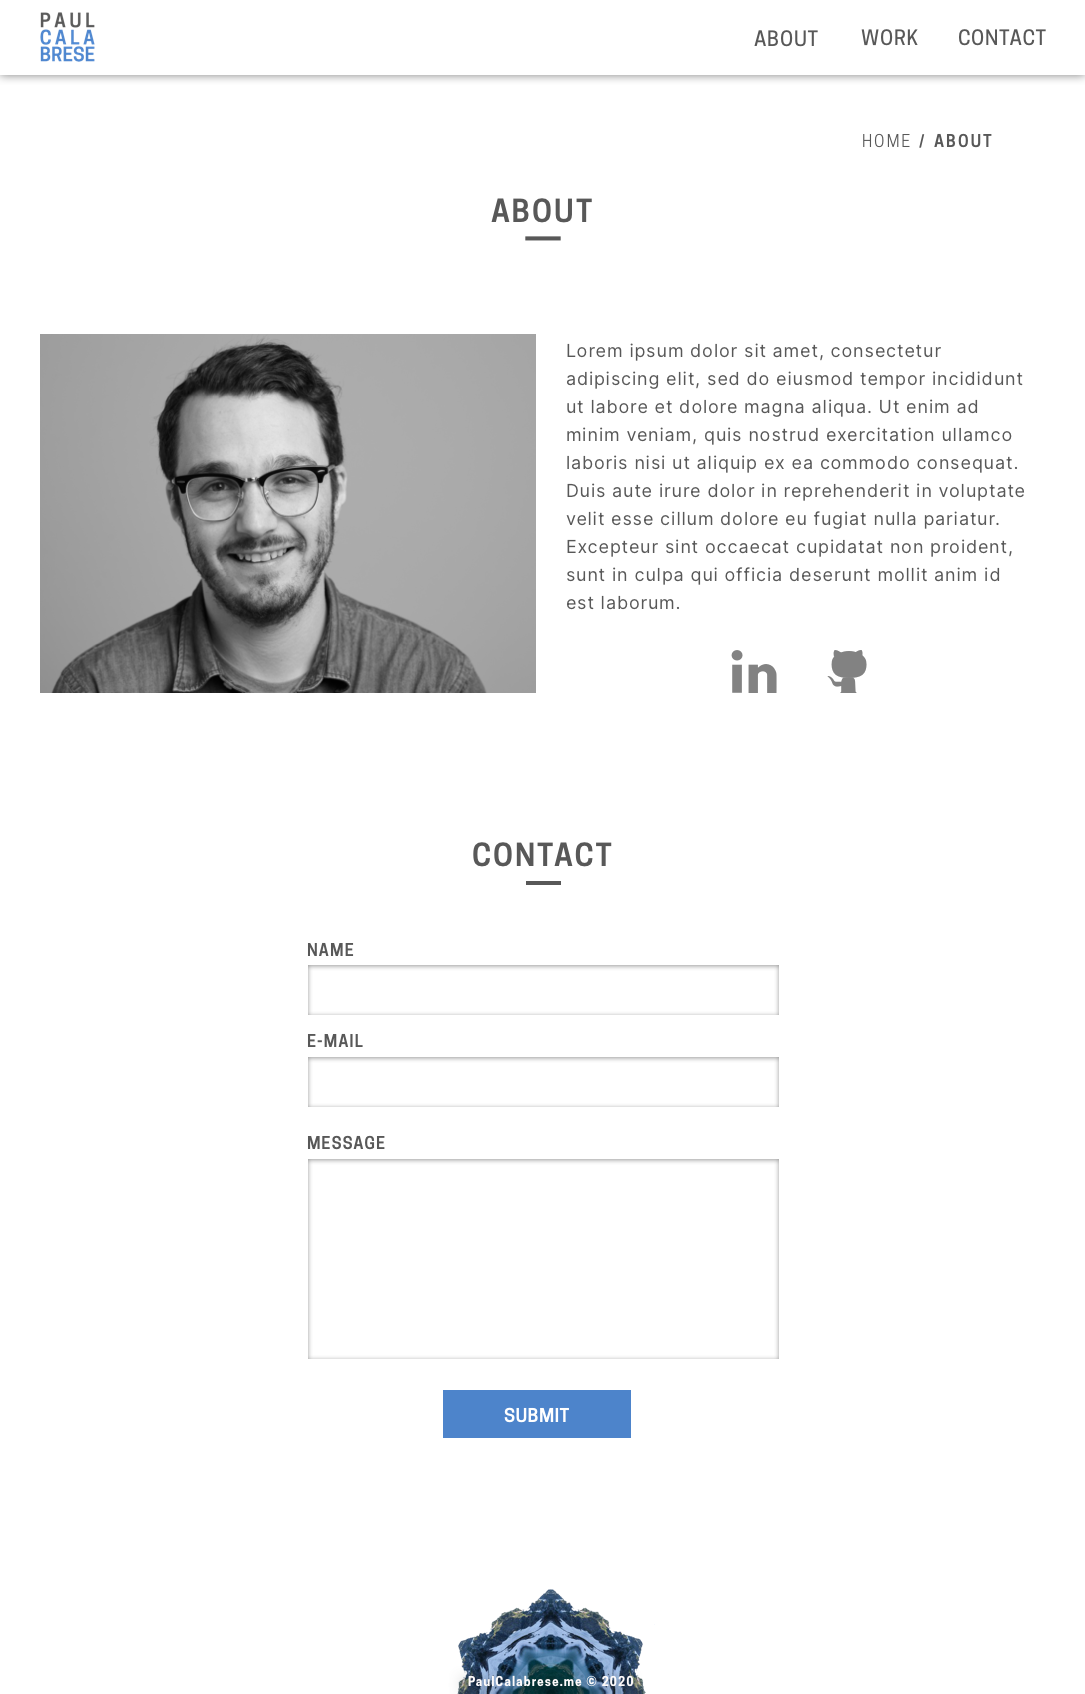 PAUL
CALA
BRESE
ABOUT WORK CONTACT
HOME / ABOUT
ABOUT
Lorem ipsum dolor sit amet, consectetur
adipiscing elit, sed do eiusmod tempor incididunt
ut labore et dolore magna aliqua. Ut enim ad
minim veniam, quis nostrud exercitation ullamco
laboris nisi ut aliquip ex ea commodo consequat.
Duis aute irure dolor in reprehenderit in voluptate
velit esse cillum dolore eu fugiat nulla pariatur.
Excepteur sint occaecat cupidatat non proident,
sunt in culpa qui officia deserunt mollit anim id
est laborum.
in
CONTACT
NAME
E-MAIL
MESSAGE
SUBMIT
PaulCalabrese.me © 2020